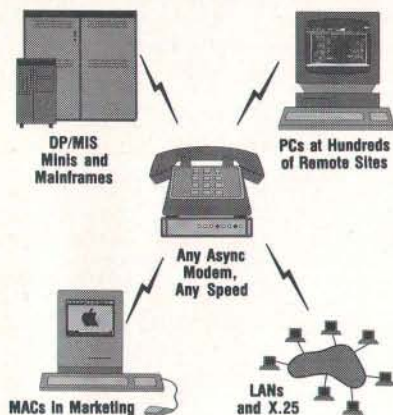 DP/MIS
Minis and
Mainframes
PCs at Hundreds
of Remote Sites
Any Async
Modem,
Any Speed
MACs in Marketing
LANs
and X.25